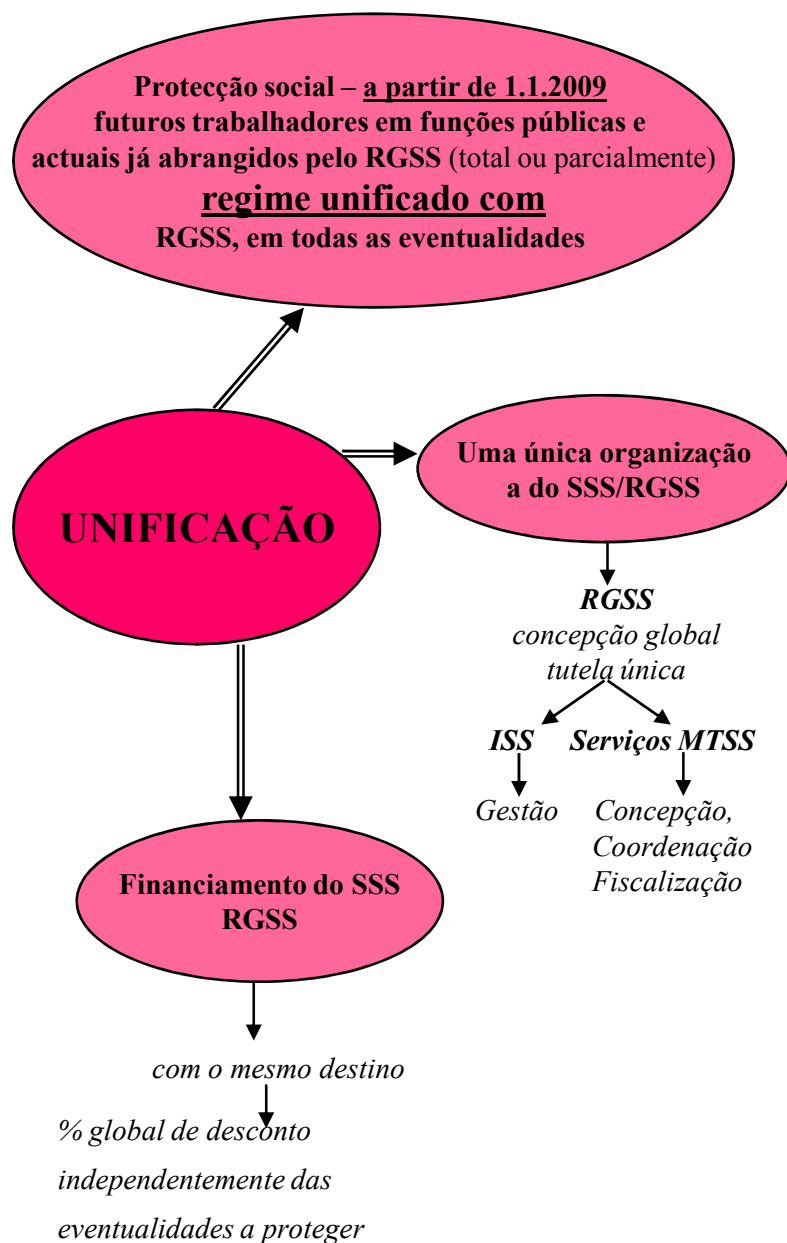 Protecção social – a partir de 1.1.2009
futuros trabalhadores em funções públicas e
actuais já abrangidos pelo RGSS (total ou parcialmente)
regime unificado com
RGSS, em todas as eventualidades
UNIFICAÇÃO
Uma única organização
a do SSS/RGSS
RGSS
concepção global
tutela única
ISS Serviços MTSS
Gestão Concepção,
Coordenação
Fiscalização
Financiamento do SSS
RGSS
com o mesmo destino
% global de desconto
independentemente das
eventualidades a proteger